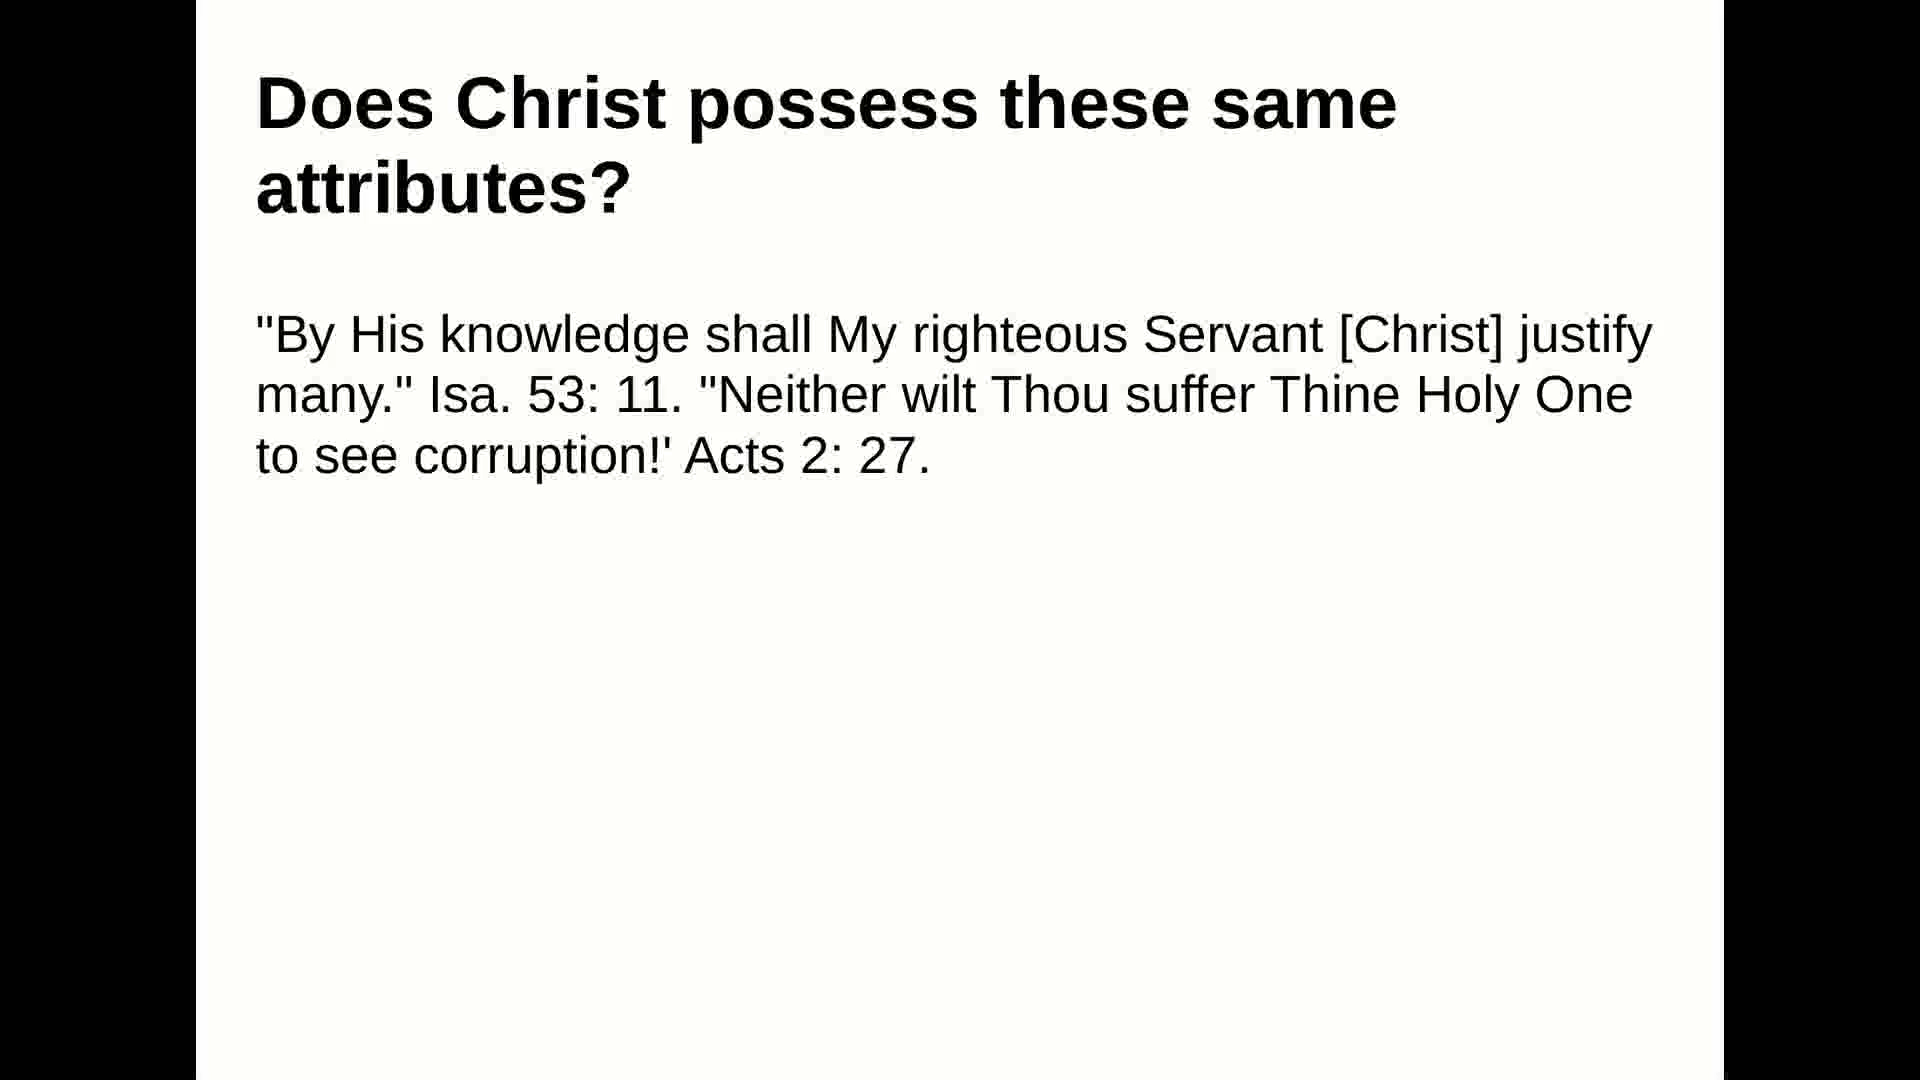 Does Christ possess these same
attributes?
"By His knowledge shall My righteous Servant [Christ] justify
many." Isa. 53: 11. "Neither wilt Thou suffer Thine Holy One
to see corruption!' Acts 2: 27.